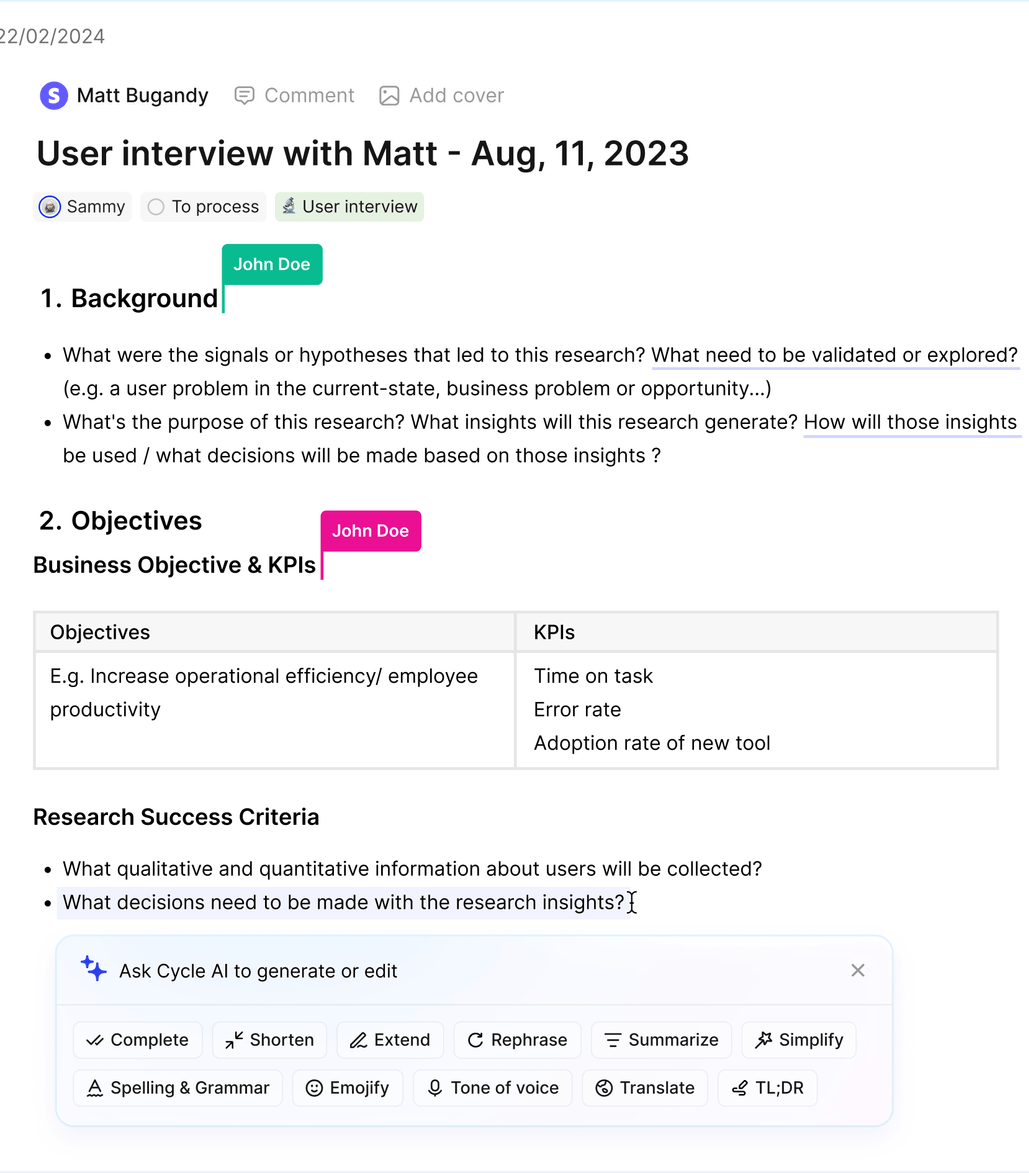 22/02/2024
S Matt Bugandy Comment Add cover
User interview with Matt - Aug, 11, 2023
Sammy To process User interview
John Doe
1. Background
• What were the signals or hypotheses that led to this research? What need to be validated or explored?
(e.g. a user problem in the current-state, business problem or opportunity...)
• What's the purpose of this research? What insights will this research generate? How will those insights
be used / what decisions will be made based on those insights ?
2. Objectives
John Doe
Business Objective & KPIs
Objectives KPIs
E.g. Increase operational efficiency/ employee Time on task
productivity Error rate
Adoption rate of new tool
Research Success Criteria
• What qualitative and quantitative information about users will be collected?
• What decisions need to be made with the research insights?
Ask Cycle AI to generate or edit
Complete Shorten Extend Rephrase Summarize Simplify
Spelling & Grammar Emojify Tone of voice Translate TL;DR